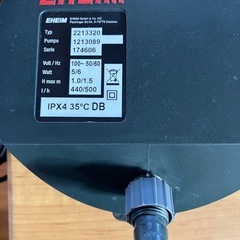 EHEIM
EHEIM
EHEIM GmbH & Co. KG
Typ 2213320
Pumpe 1213089
Serie 174606
Volt / Hz 100~ 50/60
Watt 5/6
H max. m 1.0/1.5
l / h 440/500
IPX4 35°C DB